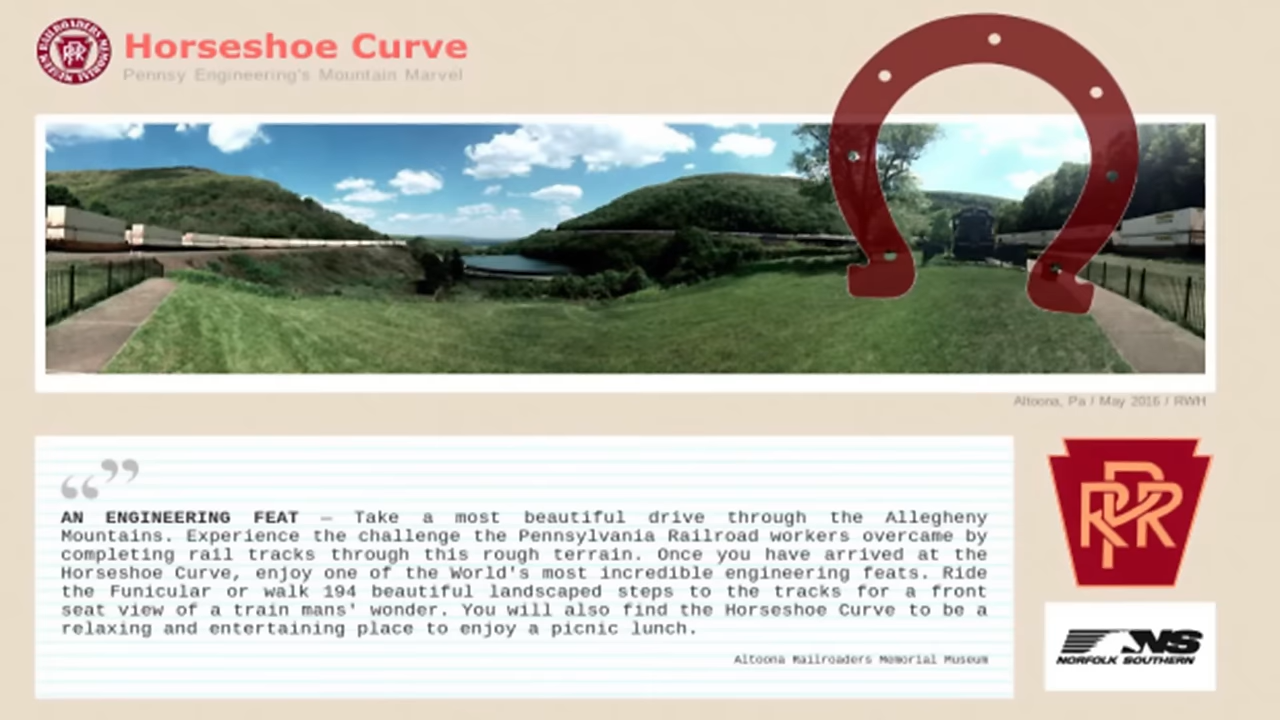 RAILROADERS MEMORIAL MUSEUM
PRR
Horseshoe Curve
Pennsy Engineering's Mountain Marvel
Altoona, Pa / May 2016 / RWH
“”
AN ENGINEERING FEAT — Take a most beautiful drive through the Allegheny
Mountains. Experience the challenge the Pennsylvania Railroad workers overcame by
completing rail tracks through this rough terrain. Once you have arrived at the
Horseshoe Curve, enjoy one of the World's most incredible engineering feats. Ride
the Funicular or walk 194 beautiful landscaped steps to the tracks for a front
seat view of a train mans' wonder. You will also find the Horseshoe Curve to be a
relaxing and entertaining place to enjoy a picnic lunch.
Altoona Railroaders Memorial Museum
PRR
NS
NORFOLK SOUTHERN